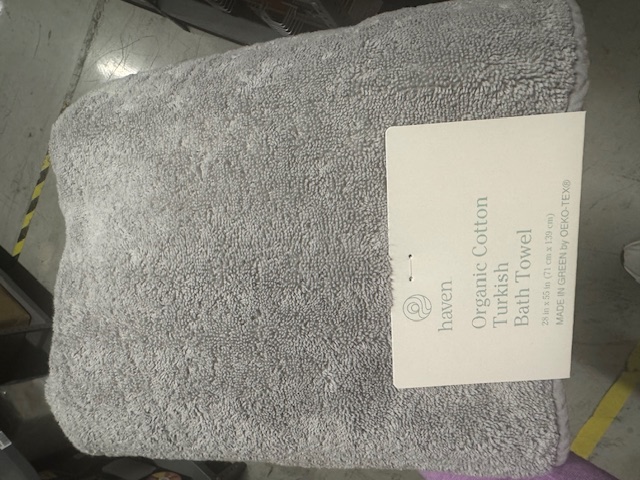 haven
Organic Cotton
Turkish
Bath Towel
28 in x 55 in (71 cm x 139 cm)
MADE IN GREEN by OEKO-TEX®